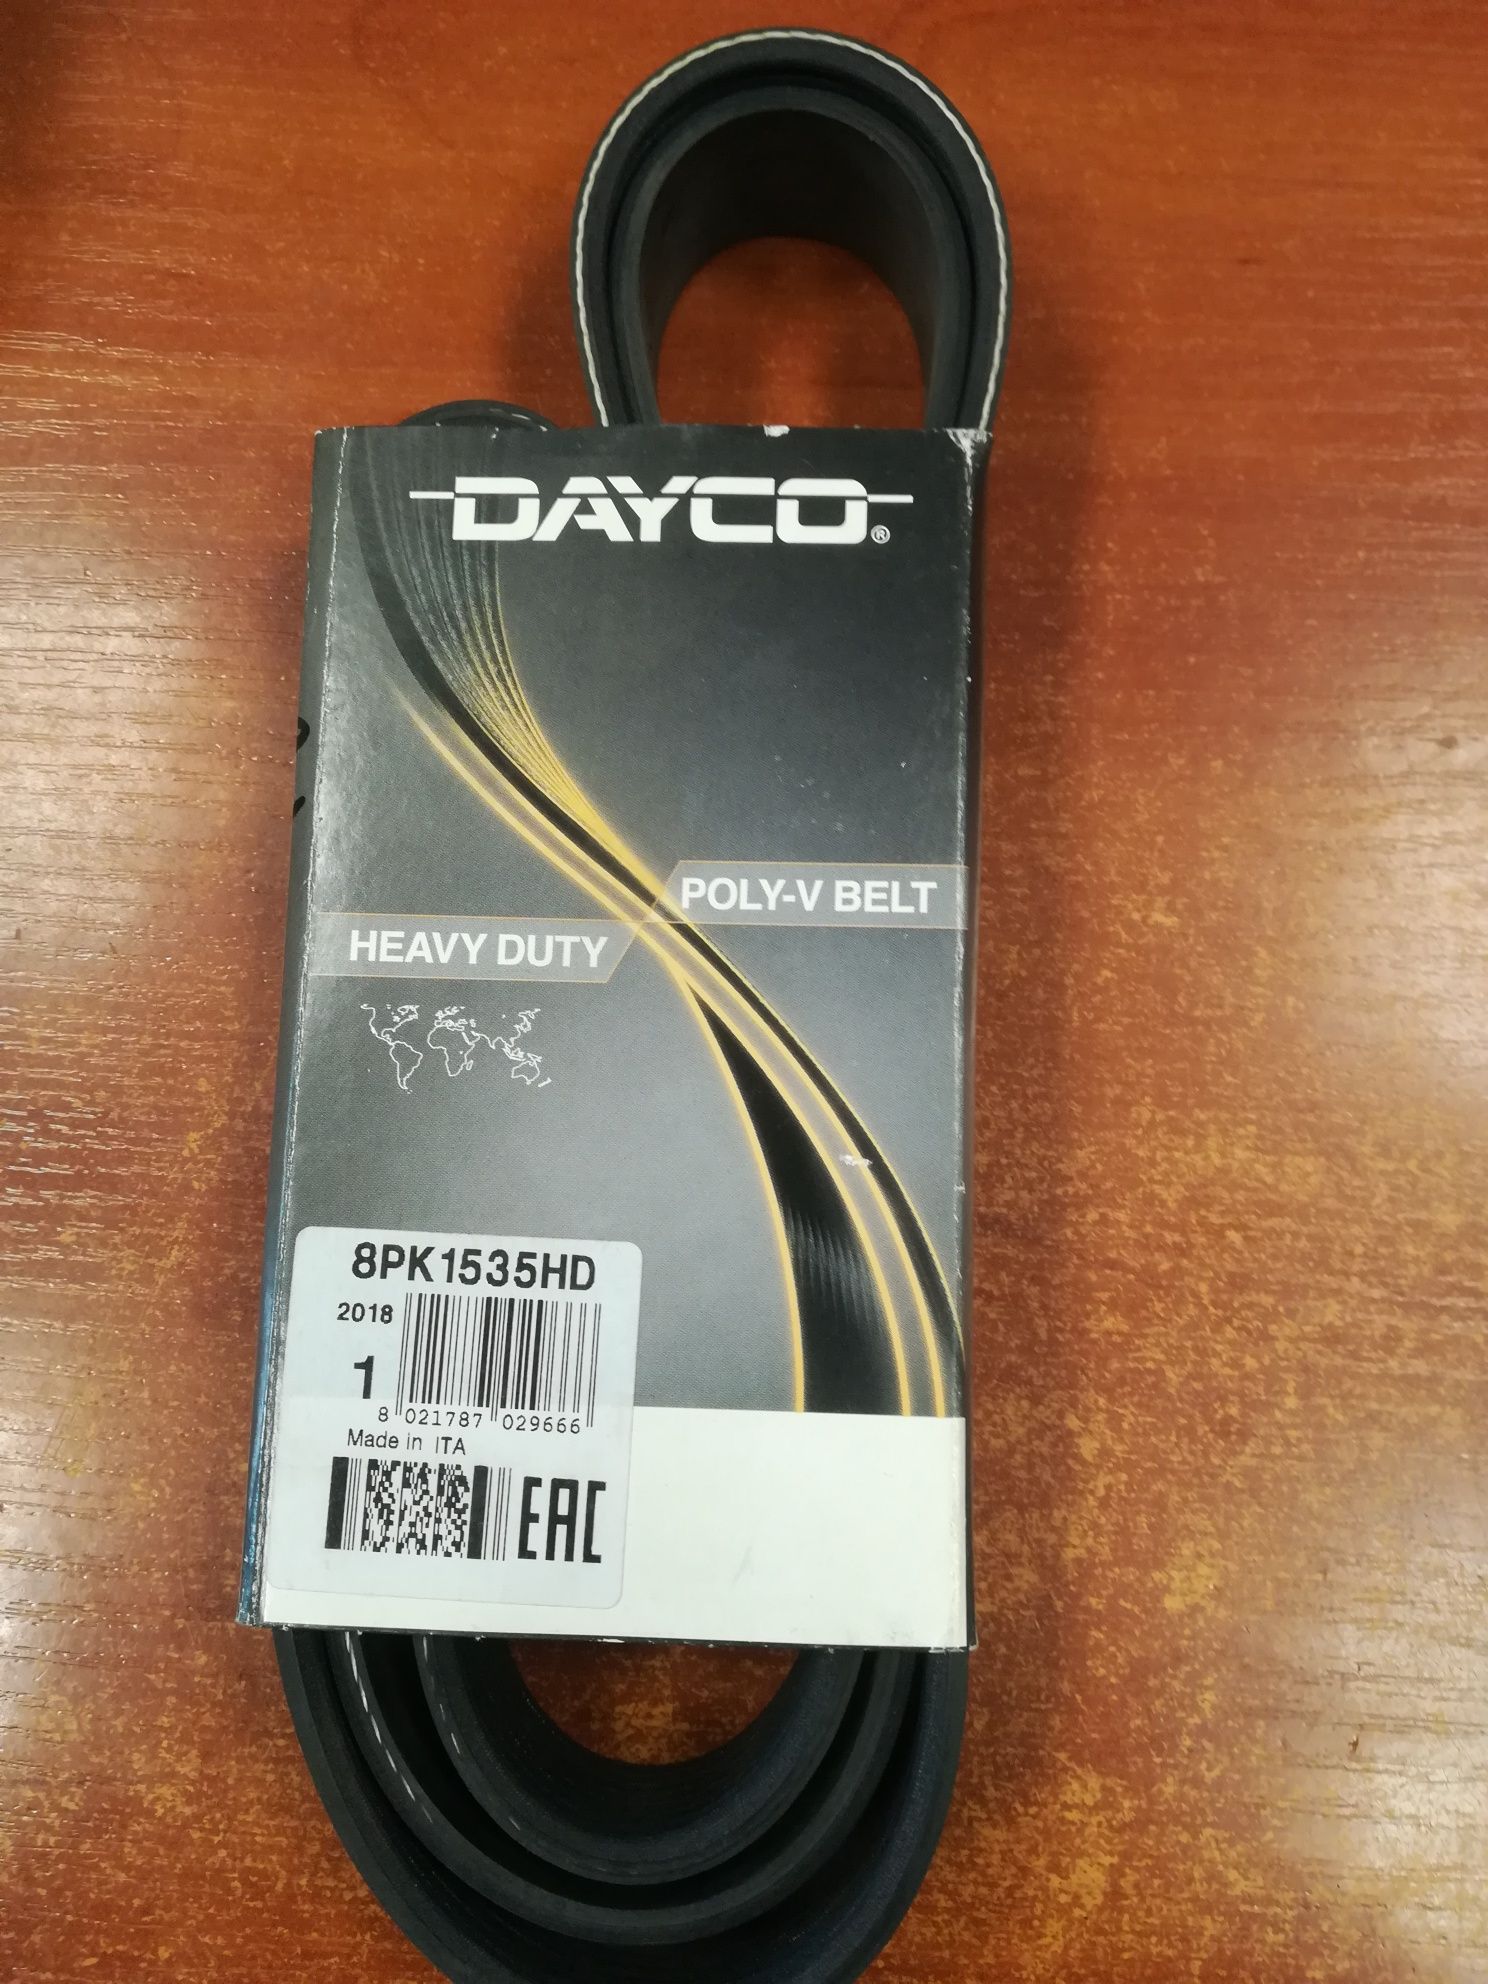 DAYCO®
POLY-V BELT
HEAVY DUTY
8PK1535HD
2018
1
8 021787 029666
Made in ITA
EAC